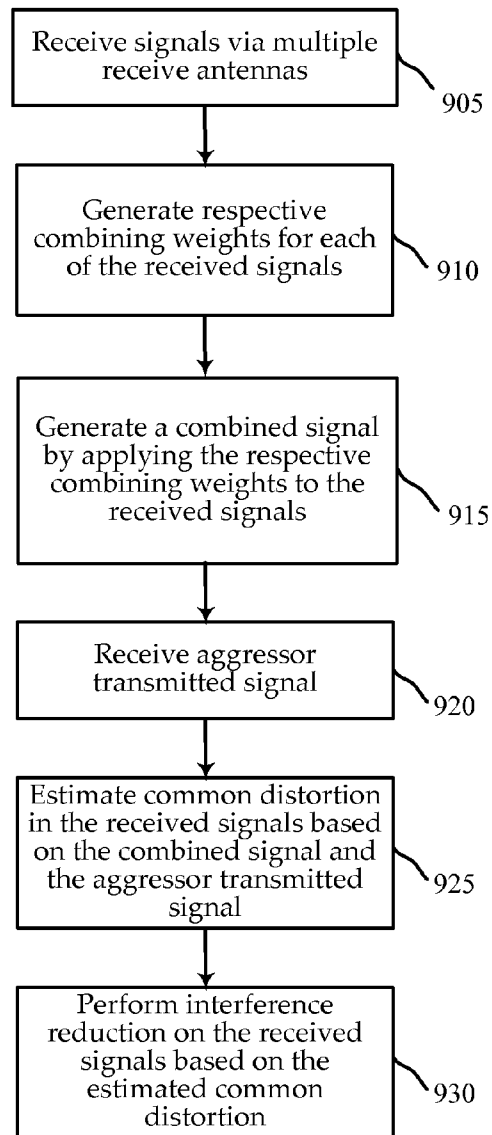 Receive signals via multiple
receive antennas
905
Generate respective
combining weights for each
of the received signals
910
Generate a combined signal
by applying the respective
combining weights to the
received signals
915
Receive aggressor
transmitted signal
920
Estimate common distortion
in the received signals based
on the combined signal and
the aggressor transmitted
signal
925
Perform interference
reduction on the received
signals based on the
estimated common
distortion
930